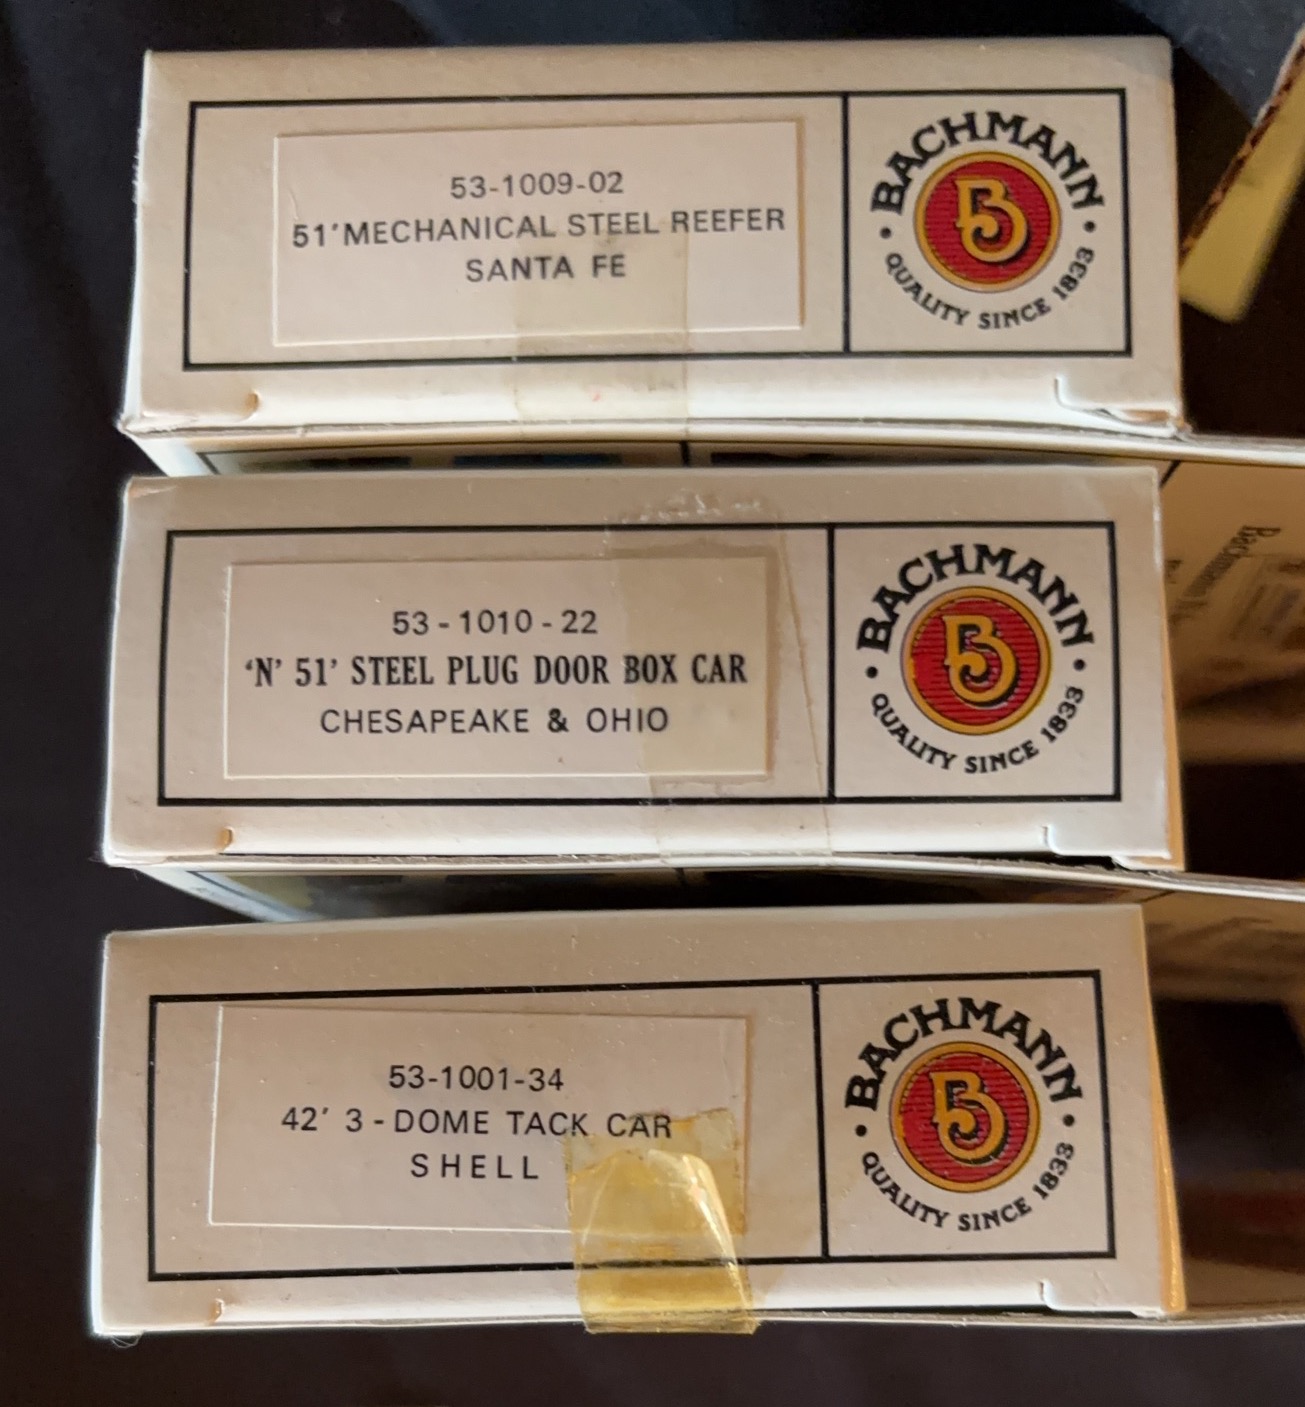 53-1009-02
51'MECHANICAL STEEL REEFER
SANTA FE
BACHMANN
B
• QUALITY SINCE 1833 •
53-1010-22
'N' 51' STEEL PLUG DOOR BOX CAR
CHESAPEAKE & OHIO
BACHMANN
B
• QUALITY SINCE 1833 •
53-1001-34
42' 3-DOME TACK CAR
SHELL
BACHMANN
B
• QUALITY SINCE 1833 •